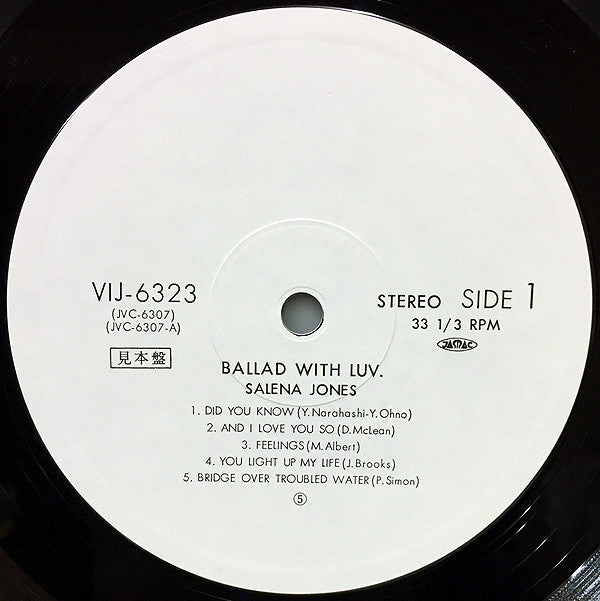 VIJ-6323
(JVC-6307)
(JVC-6307-A)
見本盤
STEREO SIDE 1
33 1/3 RPM
JASRAC
BALLAD WITH LUV.
SALENA JONES
1. DID YOU KNOW (Y. Narahashi-Y. Ohno)
2. AND I LOVE YOU SO (D. McLean)
3. FEELINGS (M. Albert)
4. YOU LIGHT UP MY LIFE (J. Brooks)
5. BRIDGE OVER TROUBLED WATER (P. Simon)
⑤